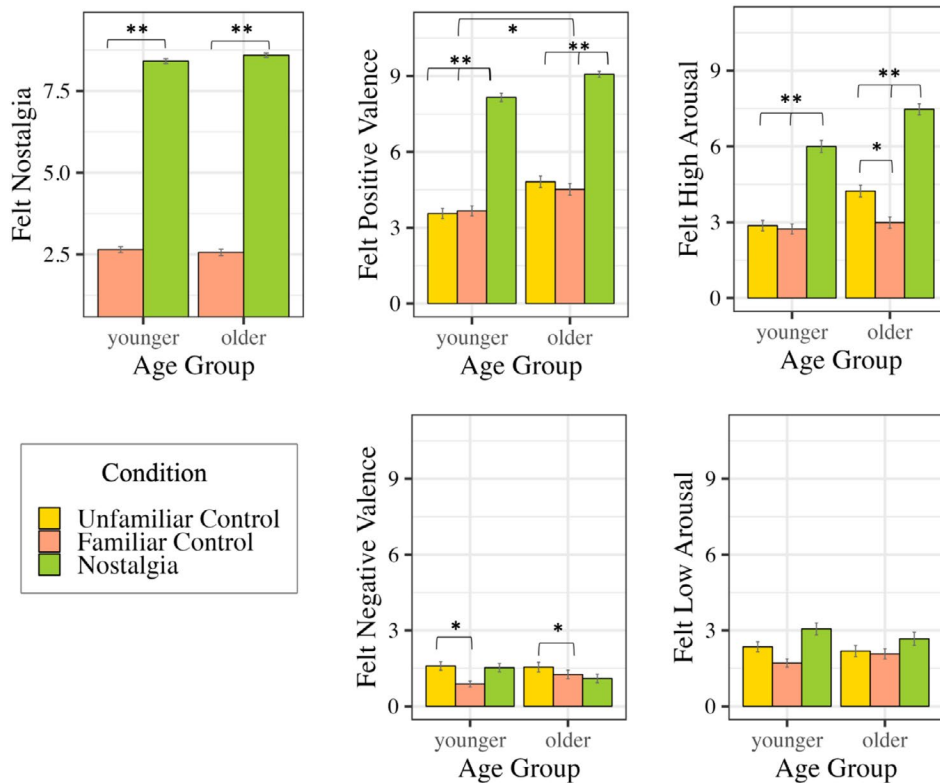 Felt Nostalgia
8.5
5.0
2.5
**
**
younger
older
Age Group
Felt Positive Valence
9
6
3
0
*
**
**
younger
older
Age Group
Felt High Arousal
9
6
3
0
**
**
*
younger
older
Age Group
Condition
Unfamiliar Control
Familiar Control
Nostalgia
Felt Negative Valence
9
6
3
0
*
*
younger
older
Age Group
Felt Low Arousal
9
6
3
0
younger
older
Age Group